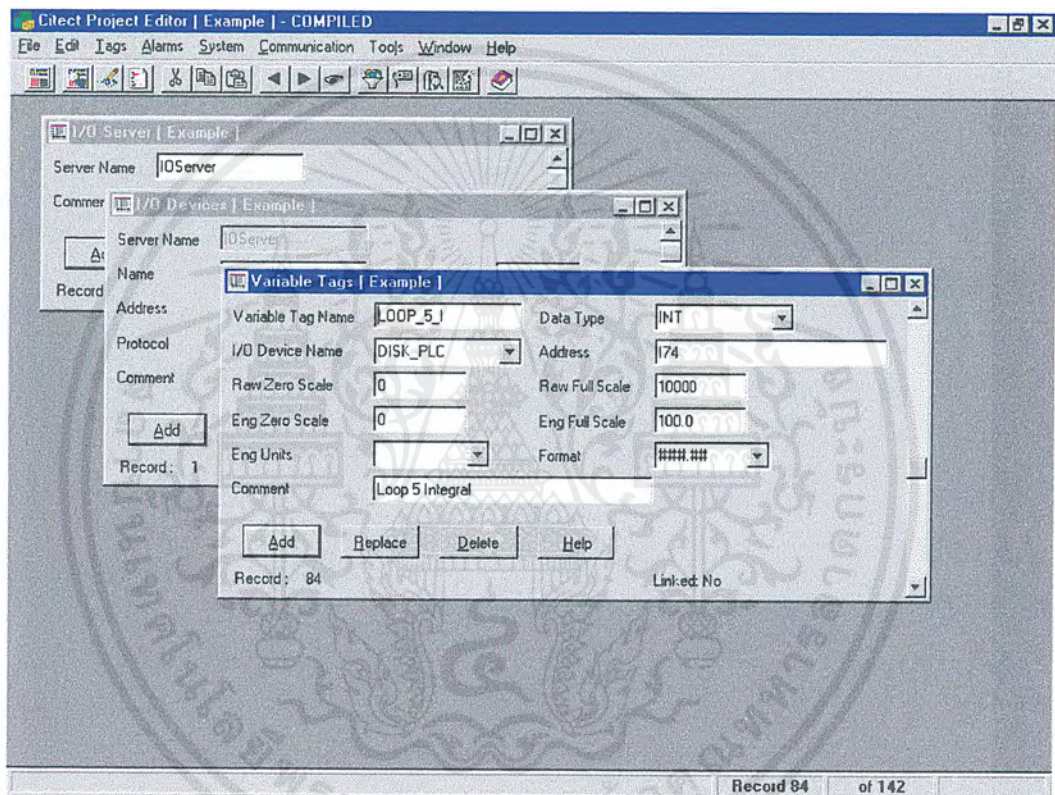 Citect Project Editor [ Example ] - COMPILED
File Edit Tags Alarms System Communication Tools Window Help
I/O Server [ Example ]
Server Name IOServer
I/O Devices [ Example ]
Server Name IOServer
Name
Address
Protocol
Comment
Add
Record : 1
Record
Variable Tags [ Example ]
Variable Tag Name LOOP_5_I Data Type INT
I/O Device Name DISK_PLC Address I74
Raw Zero Scale 0 Raw Full Scale 10000
Eng Zero Scale 0 Eng Full Scale 100.0
Eng Units Format ###.##
Comment Loop 5 Integral
Add Replace Delete Help
Record : 84 Linked: No
Record 84 of 142